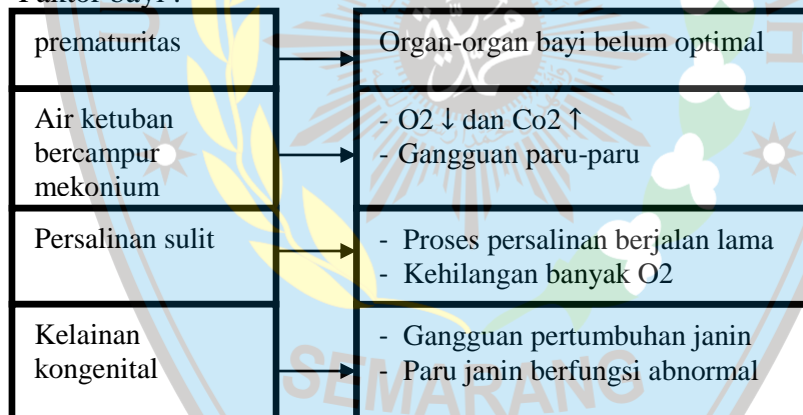 Faktor bayi :
prematuritas
Organ-organ bayi belum optimal
Air ketuban
bercampur
mekonium
- O2 ↓ dan Co2 ↑
- Gangguan paru-paru
Persalinan sulit
- Proses persalinan berjalan lama
- Kehilangan banyak O2
Kelainan
kongenital
- Gangguan pertumbuhan janin
- Paru janin berfungsi abnormal
SEMARANG